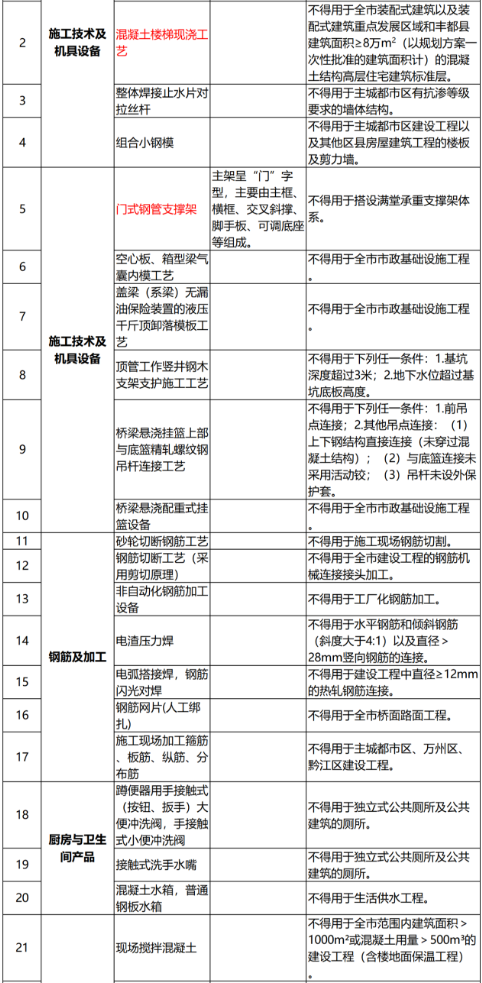 不得用于全市装配式建筑以及装
配式建筑重点发展区域和丰都县
建筑面积≥8万m²（以规划方案一
次性批准的建筑面积计）的混凝
土结构高层住宅建筑标准层。
2
施工技术及
机具设备
混凝土楼梯现浇工
艺
3
整体焊接止水片对
拉丝杆
不得用于主城都市区有抗渗等级
要求的墙体结构。
4
组合小钢模
不得用于主城都市区建设工程以
及其他区县房屋建筑工程的楼板
及剪力墙。
5
门式钢管支撑架
主架呈“门”字
型，主要由主框、
横框、交叉斜撑、
脚手板、可调底座
等组成。
不得用于搭设满堂承重支撑架体
系。
6
空心板、箱型梁气
囊内模工艺
不得用于全市市政基础设施工程
。
施工技术及
机具设备
7
盖梁（系梁）无漏
油保险装置的液压
千斤顶卸落模板工
艺
不得用于全市市政基础设施工程
。
8
顶管工作竖井钢木
支架支护施工工艺
不得用于下列任一条件：1.基坑
深度超过3米；2.地下水位超过基
坑底板高度。
9
桥梁悬浇挂篮上部
与底篮精轧螺纹钢
吊杆连接工艺
不得用于下列任一条件：1.前吊
点连接；2.其他吊点连接：（1）
上下钢结构直接连接（未穿过混
凝土结构）；（2）与底篮连接未
采用活动铰；（3）吊杆未设外保
护套。
10
桥梁悬浇配重式挂
篮设备
不得用于全市市政基础设施工程
。
11
砂轮切断钢筋工艺
不得用于施工现场钢筋切割。
12
钢筋切断工艺（采
用剪切原理）
不得用于全市建设工程的钢筋机
械连接接头加工。
13
非自动化钢筋加工
设备
不得用于工厂化钢筋加工。
钢筋及加工
14
电渣压力焊
不得用于水平钢筋和倾斜钢筋
（斜度大于4:1）以及直径＞
28mm竖向钢筋的连接。
15
电弧搭接焊，钢筋
闪光对焊
不得用于建设工程中直径≥12mm
的热轧钢筋连接。
16
钢筋网片(人工绑
扎)
不得用于全市桥面路面工程。
17
施工现场加工箍筋
、板筋、纵筋、分
布筋
不得用于主城都市区、万州区、
黔江区建设工程。
18
蹲便器用手接触式
（按钮、扳手）大
便冲洗阀，手接触
式小便冲洗阀
不得用于独立式公共厕所及公共
建筑的厕所。
厨房与卫生
间产品
19
接触式洗手水嘴
不得用于独立式公共厕所及公共
建筑的厕所。
20
混凝土水箱，普通
钢板水箱
不得用于生活供水工程。
21
现场搅拌混凝土
不得用于全市范围内建筑面积＞
1000m²或混凝土用量＞500m³的
建设工程（含楼地面保温工程）
。